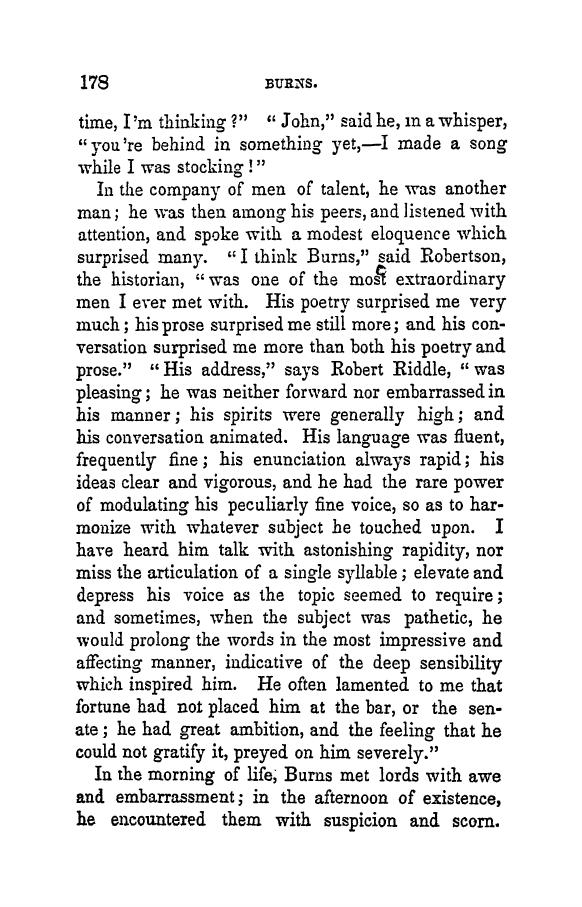 178 BURNS.
time, I'm thinking?” “John,” said he, in a whisper,
“you're behind in something yet,—I made a song
while I was stocking!”
In the company of men of talent, he was another
man; he was then among his peers, and listened with
attention, and spoke with a modest eloquence which
surprised many. “I think Burns,” said Robertson,
the historian, “was one of the most extraordinary
men I ever met with. His poetry surprised me very
much; his prose surprised me still more; and his con-
versation surprised me more than both his poetry and
prose.” “His address,” says Robert Riddle, “was
pleasing; he was neither forward nor embarrassed in
his manner; his spirits were generally high; and
his conversation animated. His language was fluent,
frequently fine; his enunciation always rapid; his
ideas clear and vigorous, and he had the rare power
of modulating his peculiarly fine voice, so as to har-
monize with whatever subject he touched upon. I
have heard him talk with astonishing rapidity, nor
miss the articulation of a single syllable; elevate and
depress his voice as the topic seemed to require;
and sometimes, when the subject was pathetic, he
would prolong the words in the most impressive and
affecting manner, indicative of the deep sensibility
which inspired him. He often lamented to me that
fortune had not placed him at the bar, or the sen-
ate; he had great ambition, and the feeling that he
could not gratify it, preyed on him severely.”
In the morning of life, Burns met lords with awe
and embarrassment; in the afternoon of existence,
he encountered them with suspicion and scorn.